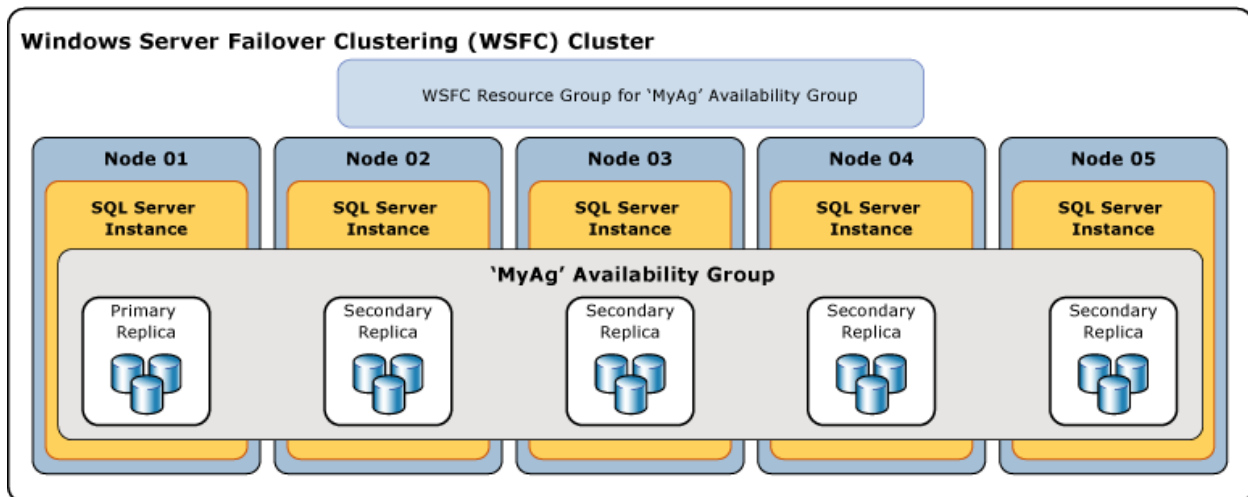 Windows Server Failover Clustering (WSFC) Cluster
WSFC Resource Group for ‘MyAg’ Availability Group
Node 01
SQL Server
Instance
Node 02
SQL Server
Instance
Node 03
SQL Server
Instance
Node 04
SQL Server
Instance
Node 05
SQL Server
Instance
‘MyAg’ Availability Group
Primary
Replica
Secondary
Replica
Secondary
Replica
Secondary
Replica
Secondary
Replica